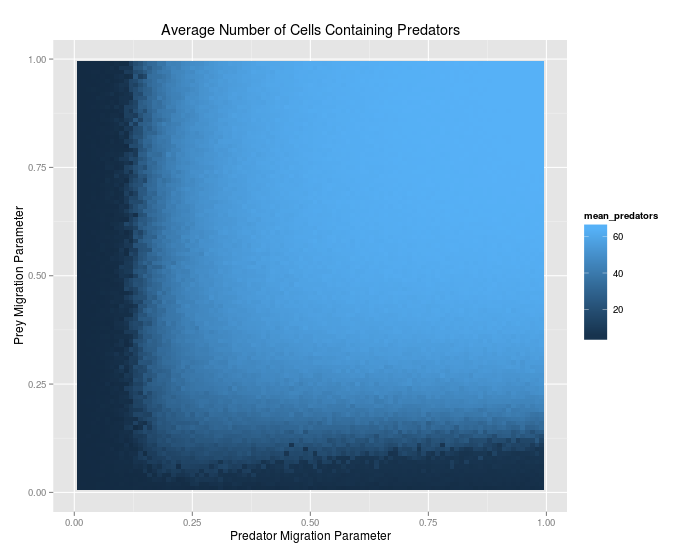 Average Number of Cells Containing Predators
1.00
0.75
0.50
0.25
0.00
Prey Migration Parameter
0.00 0.25 0.50 0.75 1.00
Predator Migration Parameter
mean_predators
60
40
20